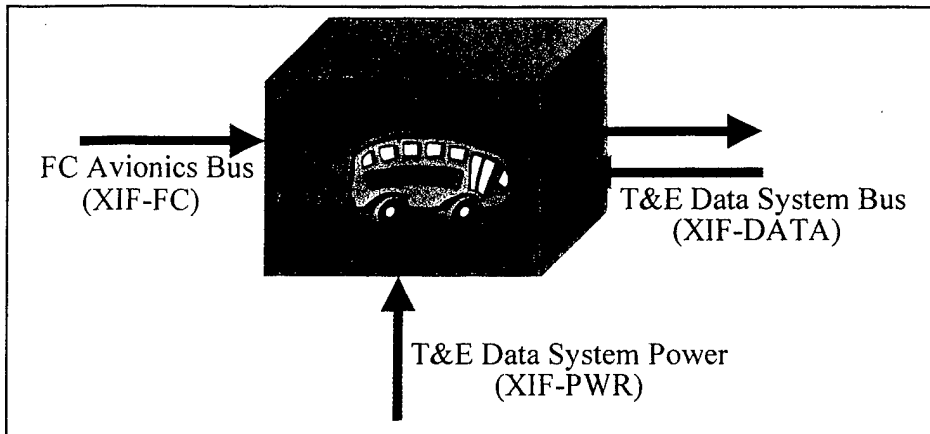 FC Avionics Bus
(XIF-FC)
T&E Data System Bus
(XIF-DATA)
T&E Data System Power
(XIF-PWR)